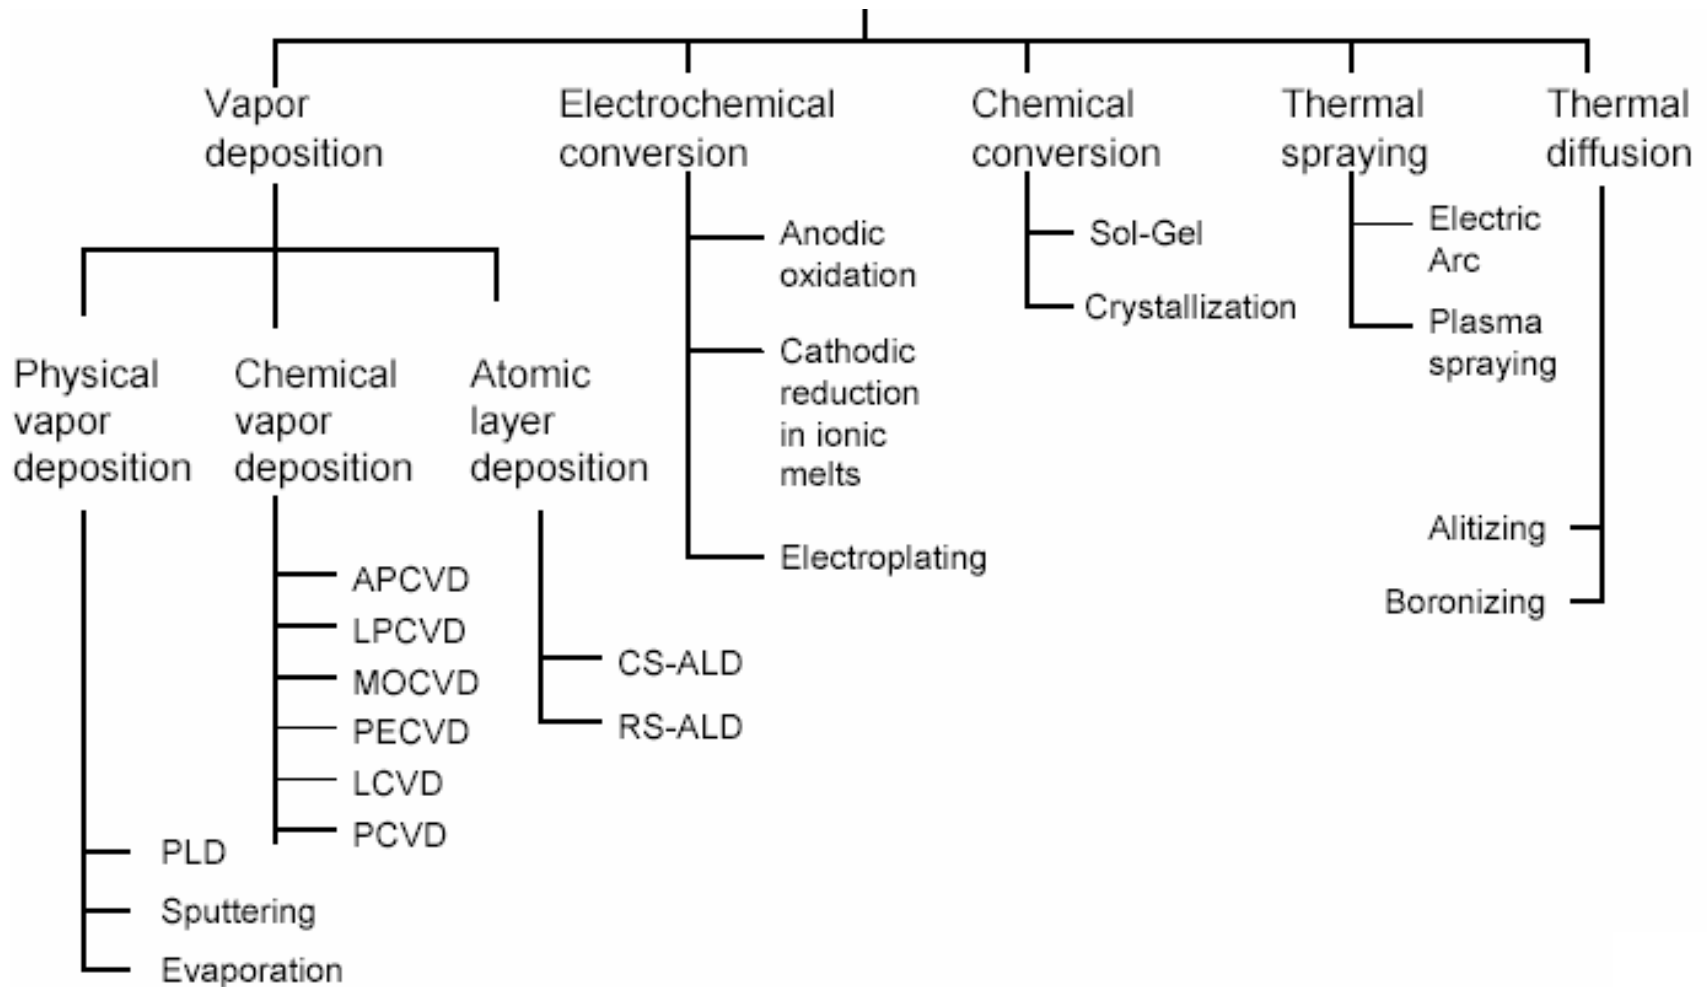 Vapor
deposition
Electrochemical
conversion
Chemical
conversion
Thermal
spraying
Thermal
diffusion
Physical
vapor
deposition
PLD
Sputtering
Evaporation
Chemical
vapor
deposition
APCVD
LPCVD
MOCVD
PECVD
LCVD
PCVD
Atomic
layer
deposition
CS-ALD
RS-ALD
Anodic
oxidation
Cathodic
reduction
in ionic
melts
Electroplating
Sol-Gel
Crystallization
Electric
Arc
Plasma
spraying
Alitizing
Boronizing